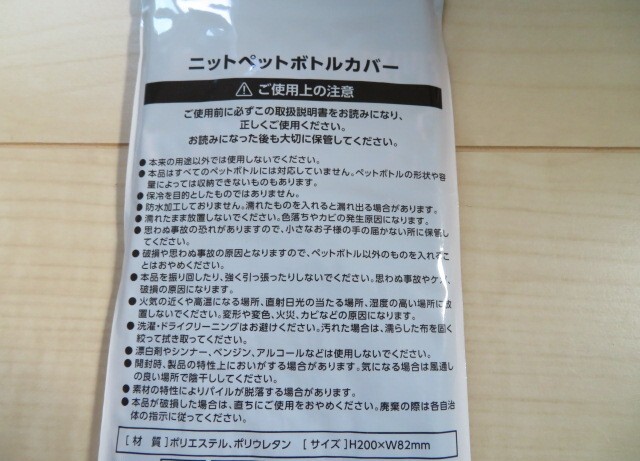 ニットペットボトルカバー
ご使用上の注意
ご使用前に必ずこの取扱説明書をお読みになり、
正しくご使用ください。
お読みになった後も大切に保管してください。
●本来の用途以外では使用しないでください。
●本品はすべてのペットボトルには対応していません。ペットボトルの形状や容
量によっては収納できないものもあります。
●保冷を目的としたものではありません。
●防水加工しておりません。濡れたものを入れると漏れ出る場合があります。
●濡れたまま放置しないでください。色落ちやカビの発生原因になります。
●思わぬ事故の恐れがありますので、小さなお子様の手の届かない所に保管し
てください。
●破損や思わぬ事故の原因となりますので、ペットボトル以外のものを入れるこ
とはおやめください。
●本品を振り回したり、強く引っ張ったりしないでください。思わぬ事故やケガ、
破損の原因になります。
●火気の近くや高温になる場所、直射日光の当たる場所、湿度の高い場所に放
置しないでください。変形や変色、火災、カビなどの原因になります。
●洗濯・ドライクリーニングはお避けください。汚れた場合は、濡らした布を固く
絞って拭き取ってください。
●漂白剤やシンナー、ベンジン、アルコールなどは使用しないでください。
●開封時、製品の特性上においがする場合があります。気になる場合は風通し
の良い場所で陰干ししてください。
●素材の特性によりパイルが脱落する場合があります。
●本品が破損した場合は、直ちにご使用をおやめください。廃棄の際は各自治
体の指示に従ってください。
[材 質]ポリエステル、ポリウレタン [サイズ]H200×W82mm